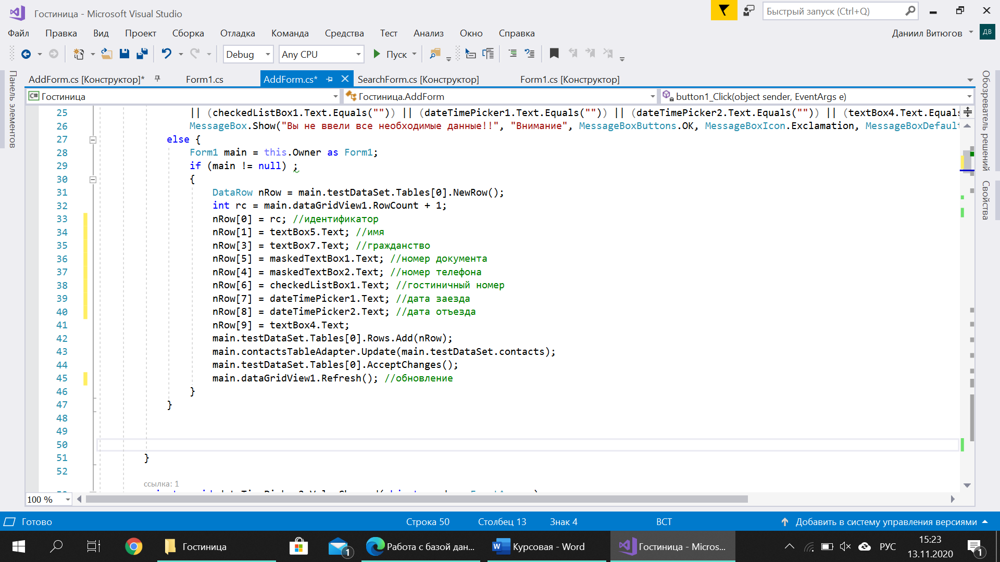 Гостиница - Microsoft Visual Studio
Быстрый запуск (Ctrl+Q)
Файл Правка Вид Проект Сборка Отладка Команда Средства Тест Анализ Окно Справка
Даниил Витюгов ДВ
Debug Any CPU Пуск
Панель элементов
AddForm.cs [Конструктор]* Form1.cs AddForm.cs* SearchForm.cs [Конструктор] Form1.cs [Конструктор]
C# Гостиница Гостиница.AddForm button1_Click(object sender, EventArgs e)
Обозреватель решений
Свойства
25 || (checkedListBox1.Text.Equals("")) || (dateTimePicker1.Text.Equals("")) || (dateTimePicker2.Text.Equals("")) || (textBox4.Text.Equals
26 MessageBox.Show("Вы не ввели все необходимые данные!!", "Внимание", MessageBoxButtons.OK, MessageBoxIcon.Exclamation, MessageBoxDefault
27 else {
28 Form1 main = this.Owner as Form1;
29 if (main != null) ;
30 {
31 DataRow nRow = main.testDataSet.Tables[0].NewRow();
32 int rc = main.dataGridView1.RowCount + 1;
33 nRow[0] = rc; //идентификатор
34 nRow[1] = textBox5.Text; //имя
35 nRow[3] = textBox7.Text; //гражданство
36 nRow[5] = maskedTextBox1.Text; //номер документа
37 nRow[4] = maskedTextBox2.Text; //номер телефона
38 nRow[6] = checkedListBox1.Text; //гостиничный номер
39 nRow[7] = dateTimePicker1.Text; //дата заезда
40 nRow[8] = dateTimePicker2.Text; //дата отъезда
41 nRow[9] = textBox4.Text;
42 main.testDataSet.Tables[0].Rows.Add(nRow);
43 main.contactsTableAdapter.Update(main.testDataSet.contacts);
44 main.testDataSet.Tables[0].AcceptChanges();
45 main.dataGridView1.Refresh(); //обновление
46 }
47 }
48
49
50
51 }
52
ссылка: 1
100 %
Готово Строка 50 Столбец 13 Знак 4 ВСТ Добавить в систему управления версиями
Гостиница 1 Работа с базой дан... Курсовая - Word Гостиница - Micros... РУС 15:23
13.11.2020 1